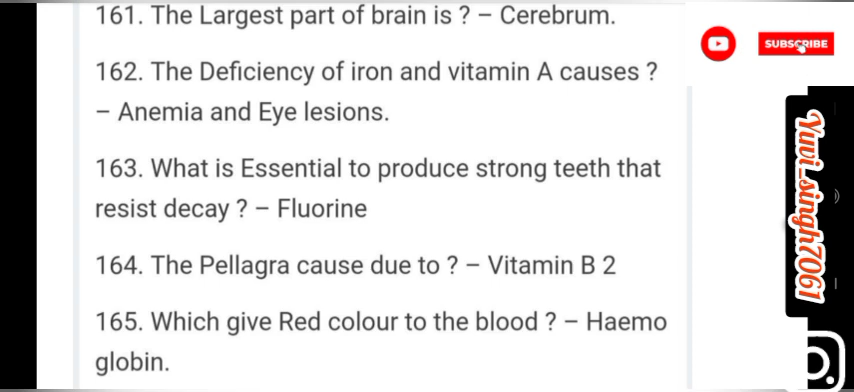 161. The Largest part of brain is ? – Cerebrum.
SUBSCRIBE
162. The Deficiency of iron and vitamin A causes ?
– Anemia and Eye lesions.
163. What is Essential to produce strong teeth that
resist decay ? – Fluorine
164. The Pellagra cause due to ? – Vitamin B 2
165. Which give Red colour to the blood ? – Haemo
globin.
Yuvi_singh7061